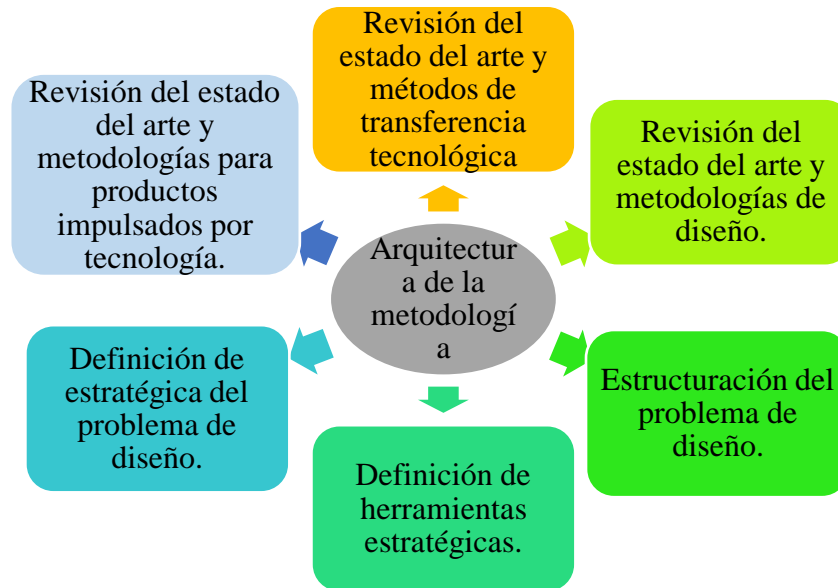 Revisión del
estado del arte y
métodos de
transferencia
tecnológica
Revisión del
estado del arte y
metodologías de
diseño.
Estructuración del
problema de
diseño.
Definición de
herramientas
estratégicas.
Definición de
estratégica del
problema de
diseño.
Revisión del estado
del arte y
metodologías para
productos
impulsados por
tecnología.
Arquitectur
a de la
metodologí
a